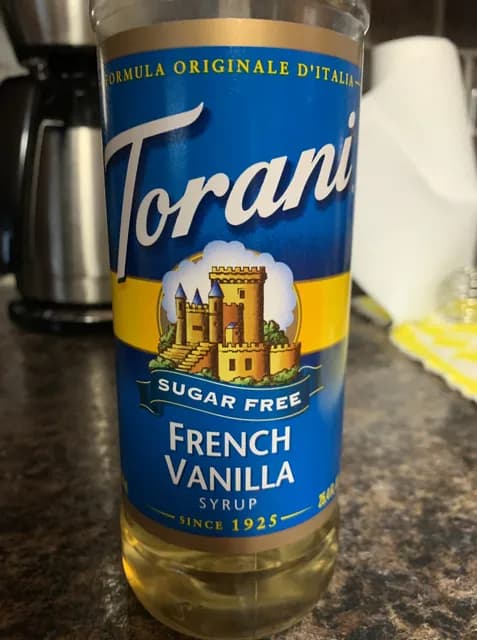 FORMULA ORIGINALE D'ITALIA
Torani
SUGAR FREE
FRENCH
VANILLA
SYRUP
SINCE 1925